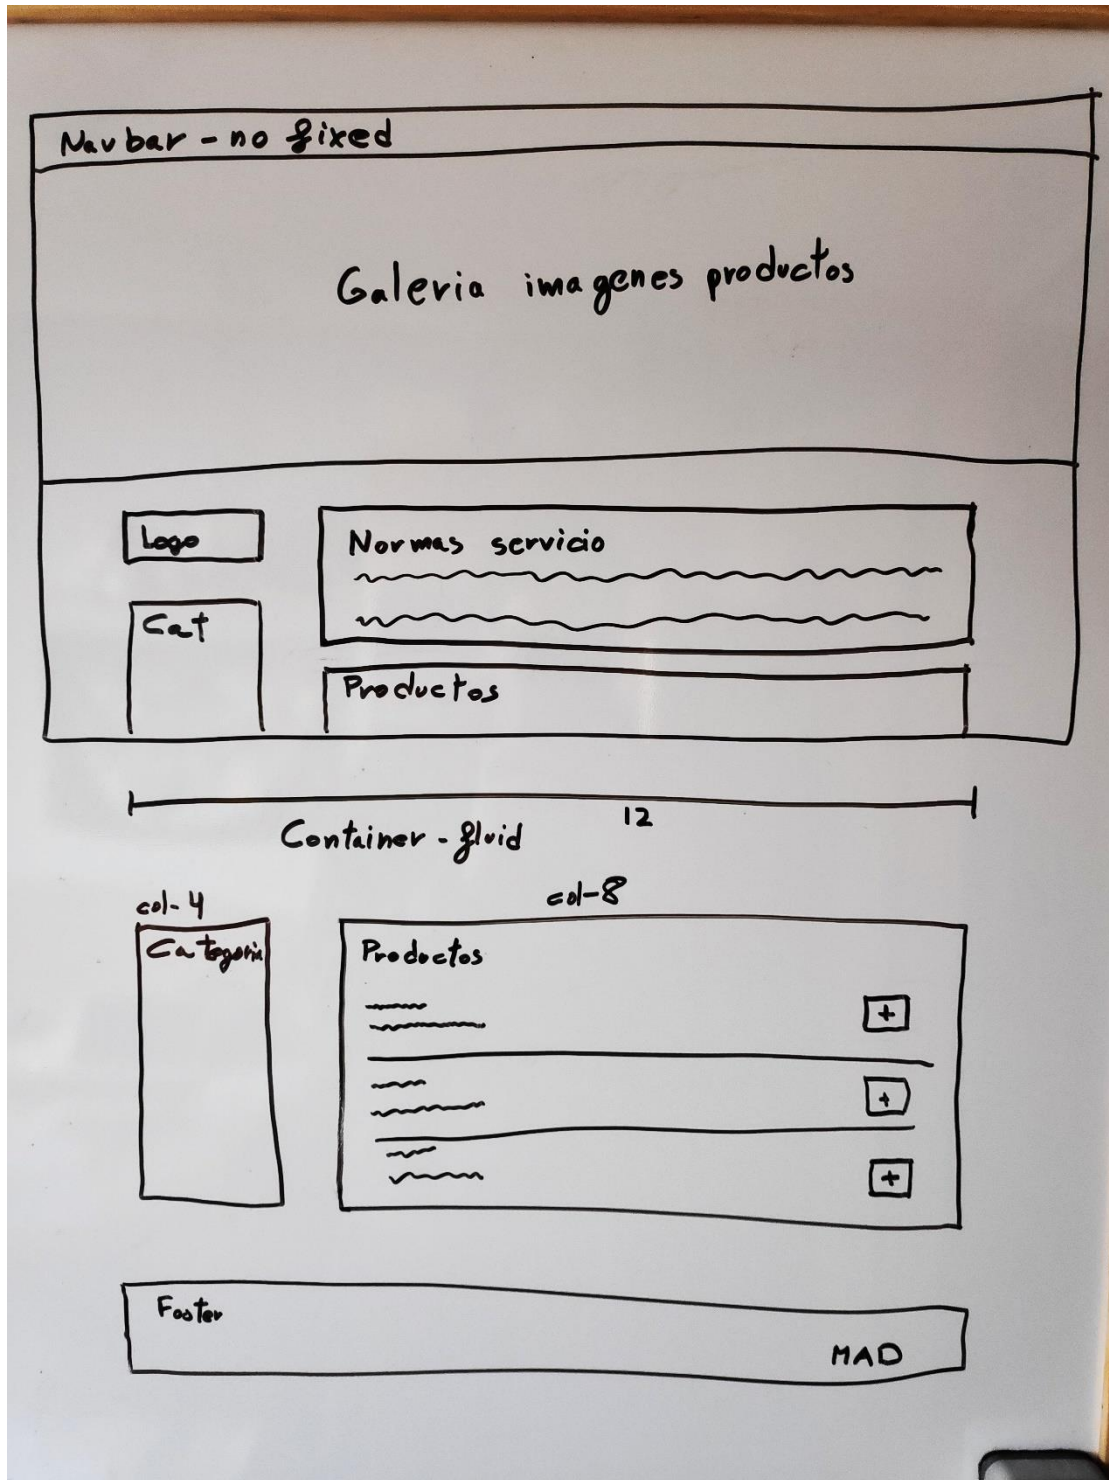 Navbar - no fixed
Galeria imagenes productos
Logo
Normas servicio
Cat
Productos
12
Container-fluid
col-4
col-8
Categoria
Productos
+
+
+
Footer
MAD